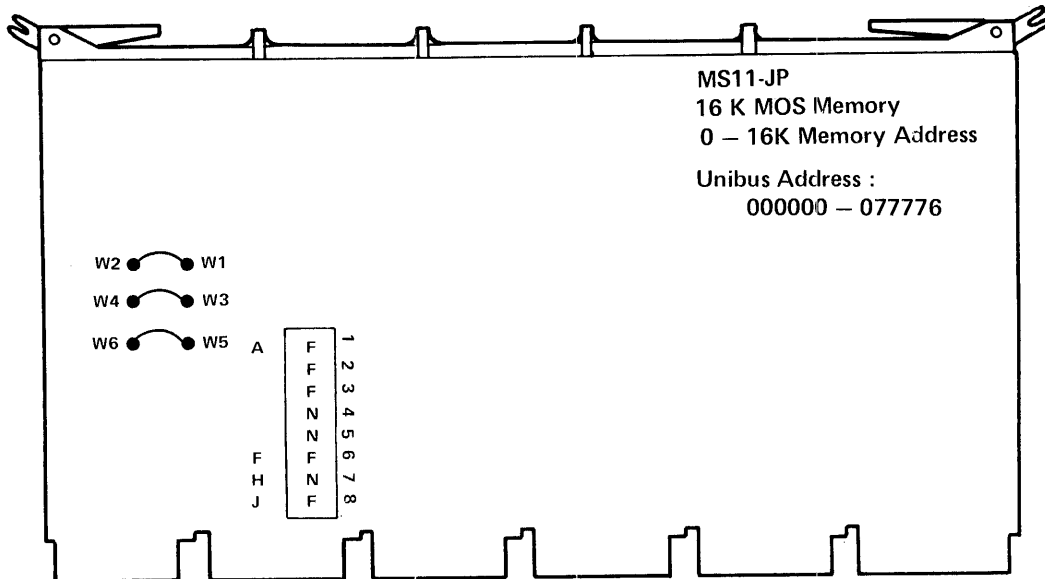 MS11-JP
16 K MOS Memory
0 – 16K Memory Address
Unibus Address :
000000 – 077776
W2 W1
W4 W3
W6 W5
A F 1
F 2
F 3
N 4
N 5
F F 6
H N 7
J F 8